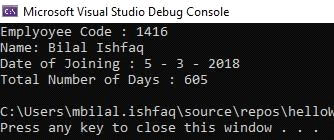 Microsoft Visual Studio Debug Console
Emplyoyee Code : 1416
Name: Bilal Ishfaq
Date of Joining : 5 - 3 - 2018
Total Number of Days : 605
C:\Users\mbilal.ishfaq\source\repos\hellow
Press any key to close this window . . .